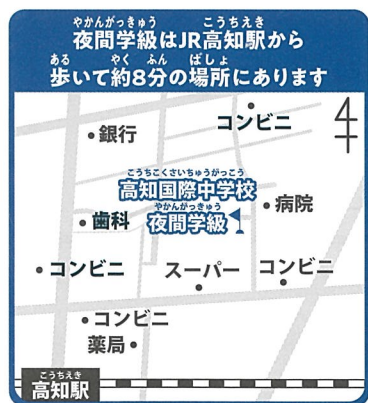 やかんがっきゅう こうちえき
夜間学級はJR高知駅から
ある やく ふん ばしょ
歩いて約8分の場所にあります
コンビニ
銀行
こうちこくさいちゅうがっこう
高知国際中学校
やかんがっきゅう
夜間学級
病院
歯科
コンビニ
スーパー
コンビニ
コンビニ
薬局
こうちえき
高知駅